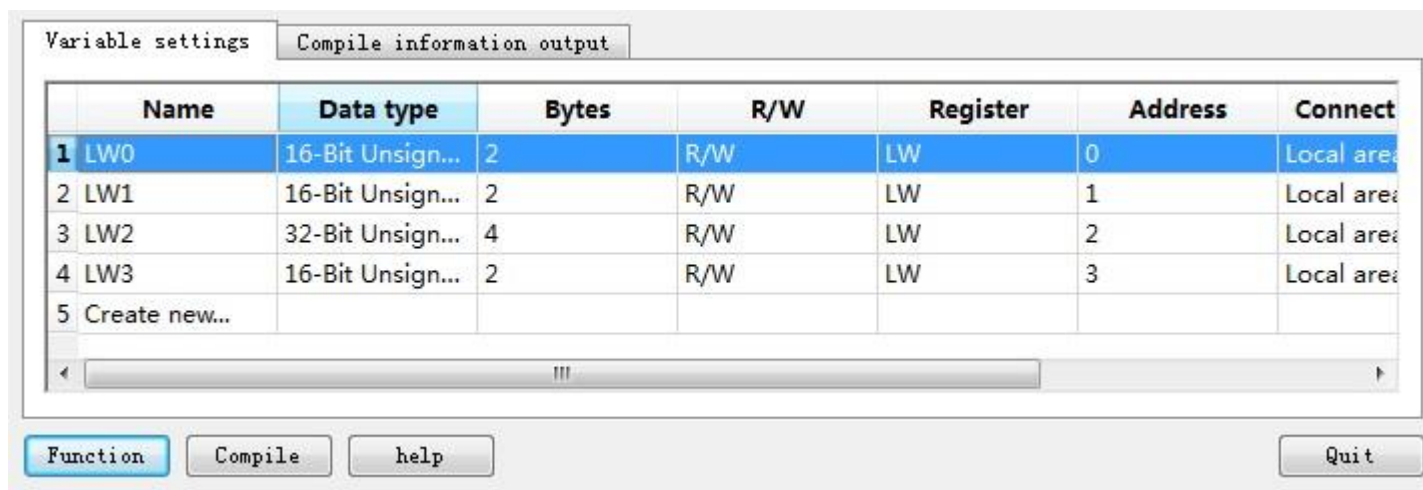 Variable settings Compile information output
Name Data type Bytes R/W Register Address Connect
1 LW0 16-Bit Unsign... 2 R/W LW 0 Local area
2 LW1 16-Bit Unsign... 2 R/W LW 1 Local area
3 LW2 32-Bit Unsign... 4 R/W LW 2 Local area
4 LW3 16-Bit Unsign... 2 R/W LW 3 Local area
5 Create new...
Function Compile help Quit